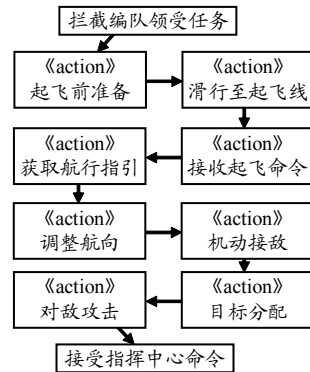 拦截编队领受任务
《action》
起飞前准备
《action》
滑行至起飞线
《action》
获取航行指引
《action》
接收起飞命令
《action》
调整航向
《action》
机动接敌
《action》
对敌攻击
《action》
目标分配
接受指挥中心命令